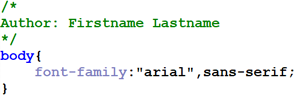 /*
Author: Firstname Lastname
*/
body{
    font-family:"arial",sans-serif;
}